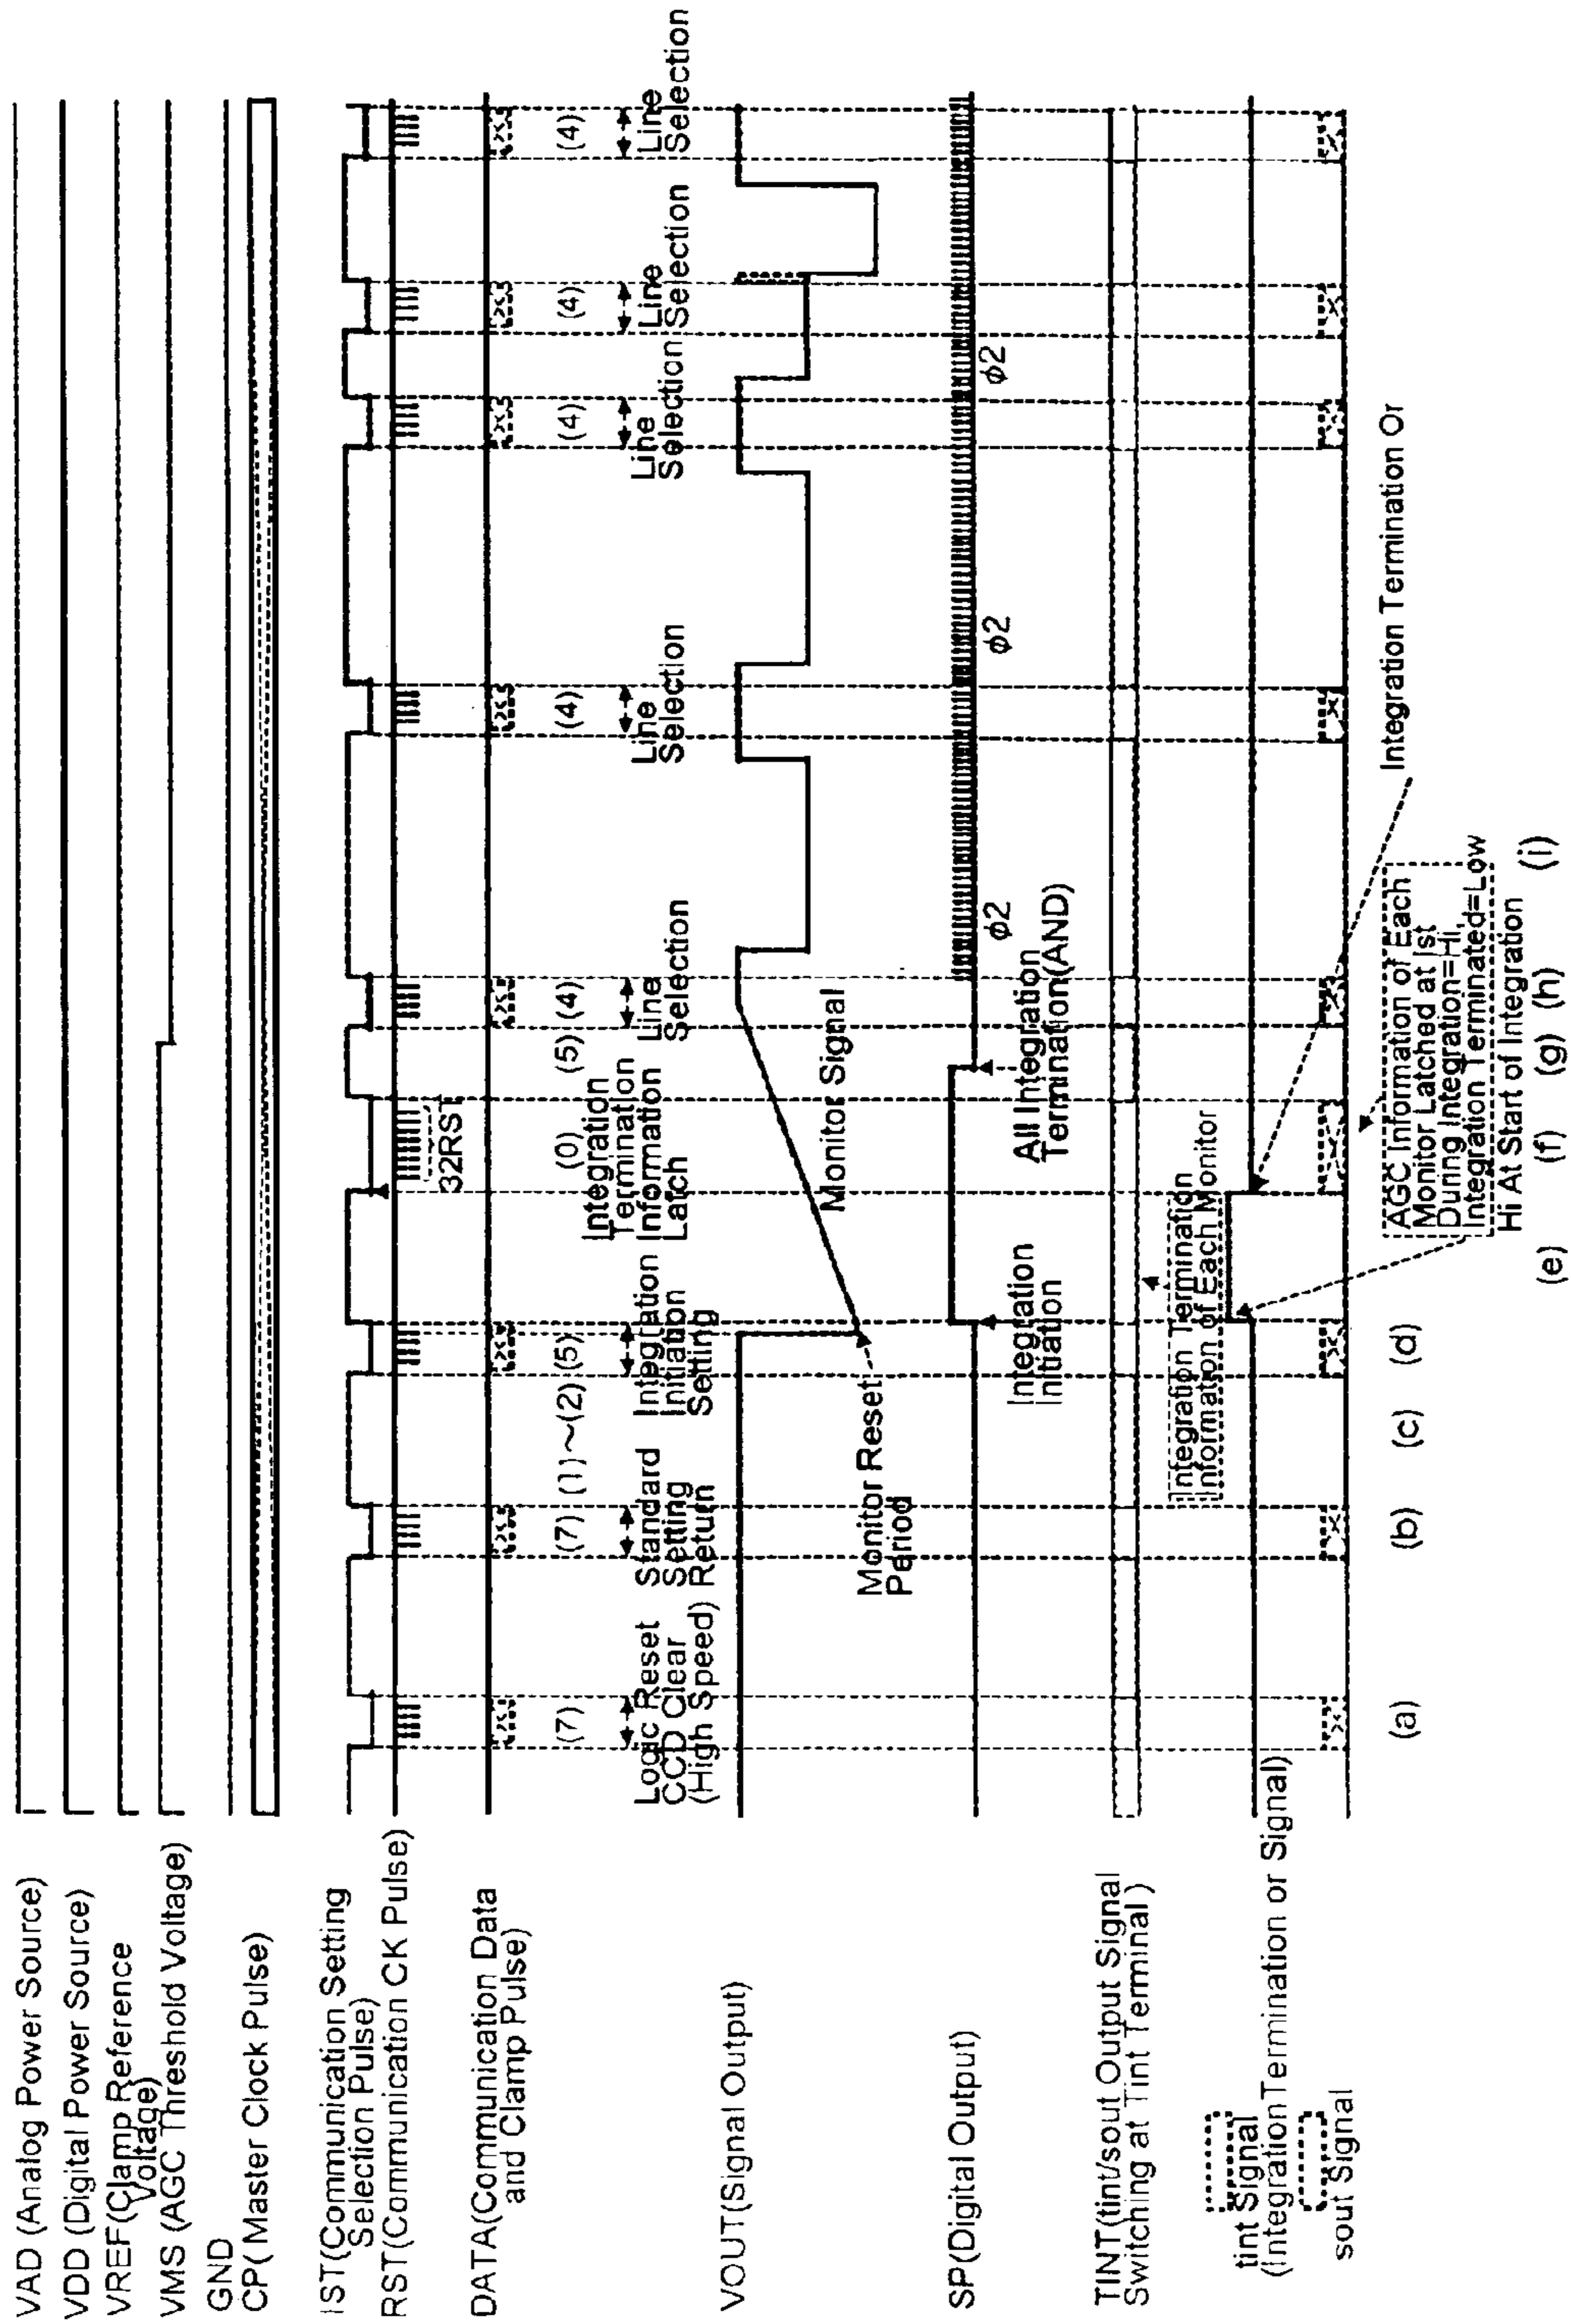 VAD (Analog Power Source)
VDD (Digital Power Source)
VREF(Clamp Reference
Voltage)
VMS (AGC Threshold Voltage)
GND
CP( Master Clock Pulse)
IST(Communication Setting
Selection Pulse)
RST(Communication CK Pulse)
32RST
DATA(Communication Data
and Clamp Pulse)
(7)
(7)
(1)~(2)
(5)
(0)
(5)
(4)
(4)
(4)
(4)
(4)
Logic Reset
CCD Clear
(High Speed)
Standard
Setting
Return
Integration
Initiation
Setting
Integration
Termination
Information
Latch
Line
Selection
Line
Selection
Line
Selection
Line
Selection
Line
Selection
VOUT(Signal Output)
Monitor Reset
Period
Monitor Signal
SP(Digital Output)
Integration
Initiation
All Integration
Termination(AND)
φ2
φ2
φ2
TINT(tint/sout Output Signal
Switching at Tint Terminal )
Integration Termination
Information of Each Monitor
tint Signal
(Integration Termination or Signal)
sout Signal
Integration Termination Or
AGC Information of Each
Monitor Latched at Ist
During Integration=Hi,
Integration Terminated=Low
Hi At Start of Integration
(a)
(b)
(c)
(d)
(e)
(f)
(g)
(h)
(i)